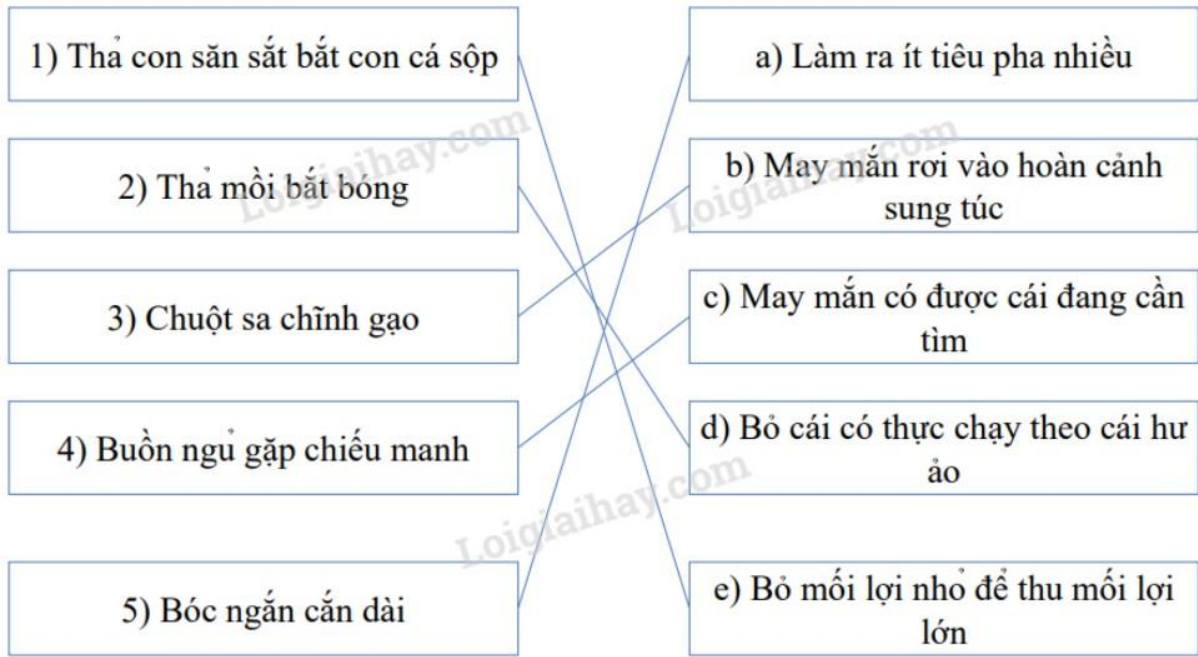 1) Thả con săn sắt bắt con cá sộp
a) Làm ra ít tiêu pha nhiều
2) Thả mồi bắt bóng
b) May mắn rơi vào hoàn cảnh
sung túc
3) Chuột sa chĩnh gạo
c) May mắn có được cái đang cần
tìm
4) Buồn ngủ gặp chiếu manh
d) Bỏ cái có thực chạy theo cái hư
ảo
5) Bóc ngắn cắn dài
e) Bỏ mối lợi nhỏ để thu mối lợi
lớn
Loigiaihay.com
Loigiaihay.com
Loigiaihay.com